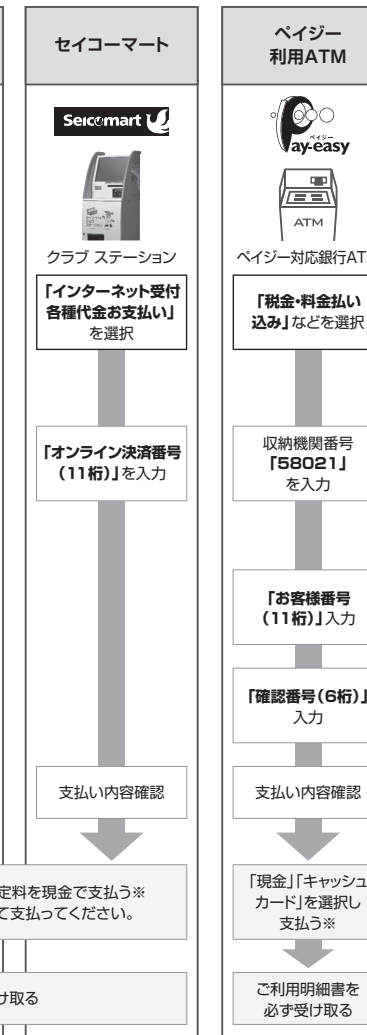 セイコーマート
Seicomart
クラブ ステーション
「インターネット受付
各種代金お支払い」
を選択
「オンライン決済番号
（11桁）」を入力
支払い内容確認
定料を現金で支払う※
て支払ってください。
け取る
ペイジー
利用ATM
ペイジー
Pay-easy
ATM
ペイジー対応銀行AT
「税金・料金払い
込み」などを選択
収納機関番号
「58021」
を入力
「お客様番号
（11桁）」入力
「確認番号（6桁）」
入力
支払い内容確認
「現金」「キャッシュ
カード」を選択し
支払う※
ご利用明細書を
必ず受け取る